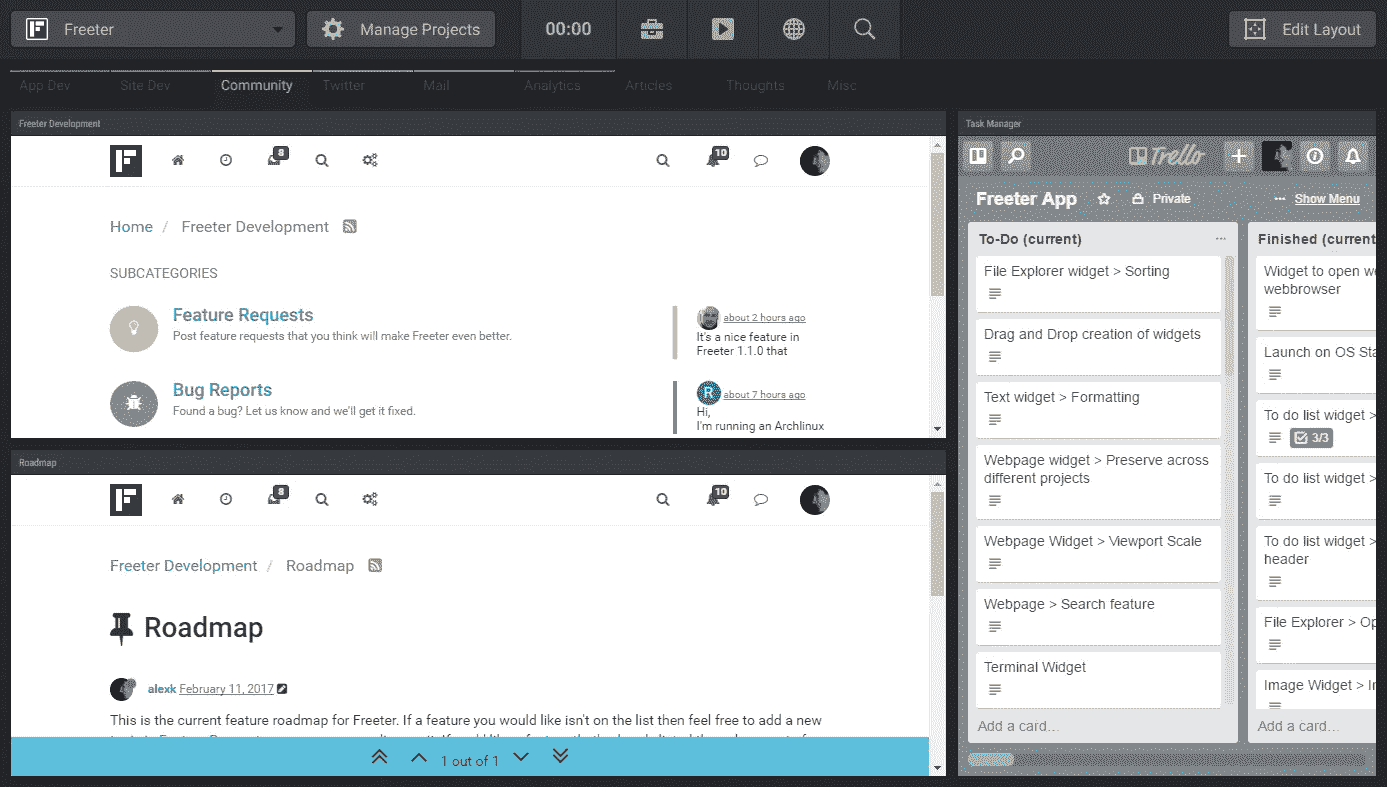 Freeter
Manage Projects
00:00
Edit Layout
App Dev
Site Dev
Community
Twitter
Mail
Analytics
Articles
Thoughts
Misc
Freeter Development
8
10
Home / Freeter Development
SUBCATEGORIES
Feature Requests
Post feature requests that you think will make Freeter even better.
about 2 hours ago
It's a nice feature in
Freeter 1.1.0 that
Bug Reports
Found a bug? Let us know and we'll get it fixed.
R about 7 hours ago
Hi,
I'm running an Archlinux
Roadmap
8
10
Freeter Development / Roadmap
Roadmap
alexk February 11, 2017
This is the current feature roadmap for Freeter. If a feature you would like isn't on the list then feel free to add a new
1 out of 1
Task Manager
Trello
Freeter App
Private
Show Menu
To-Do (current)
File Explorer widget > Sorting
Drag and Drop creation of widgets
Text widget > Formatting
Webpage widget > Preserve across
different projects
Webpage Widget > Viewport Scale
Webpage > Search feature
Terminal Widget
Add a card...
Finished (current
Widget to open
webbrowser
Launch on OS
To do list widget >
3/3
To do list widget >
To do list widget >
header
File Explorer >
Image Widget >
Add a card...